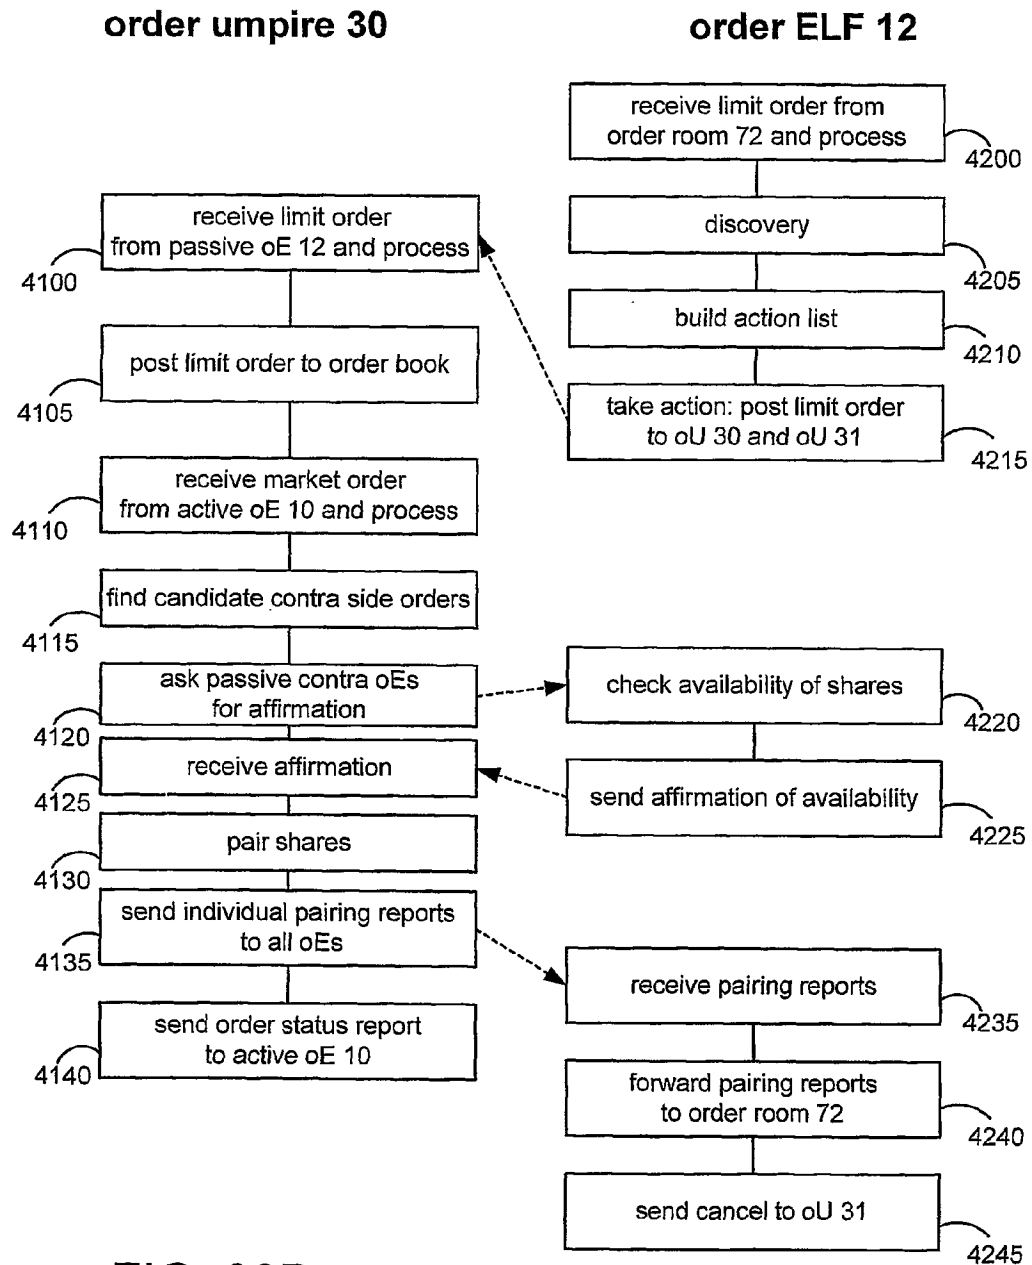 order umpire 30
order ELF 12
receive limit order
from passive oE 12 and process
4100
post limit order to order book
4105
receive market order
from active oE 10 and process
4110
find candidate contra side orders
4115
ask passive contra oEs
for affirmation
4120
receive affirmation
4125
pair shares
4130
send individual pairing reports
to all oEs
4135
send order status report
to active oE 10
4140
receive limit order from
order room 72 and process
4200
discovery
4205
build action list
4210
take action: post limit order
to oU 30 and oU 31
4215
check availability of shares
4220
send affirmation of availability
4225
receive pairing reports
4235
forward pairing reports
to order room 72
4240
send cancel to oU 31
4245